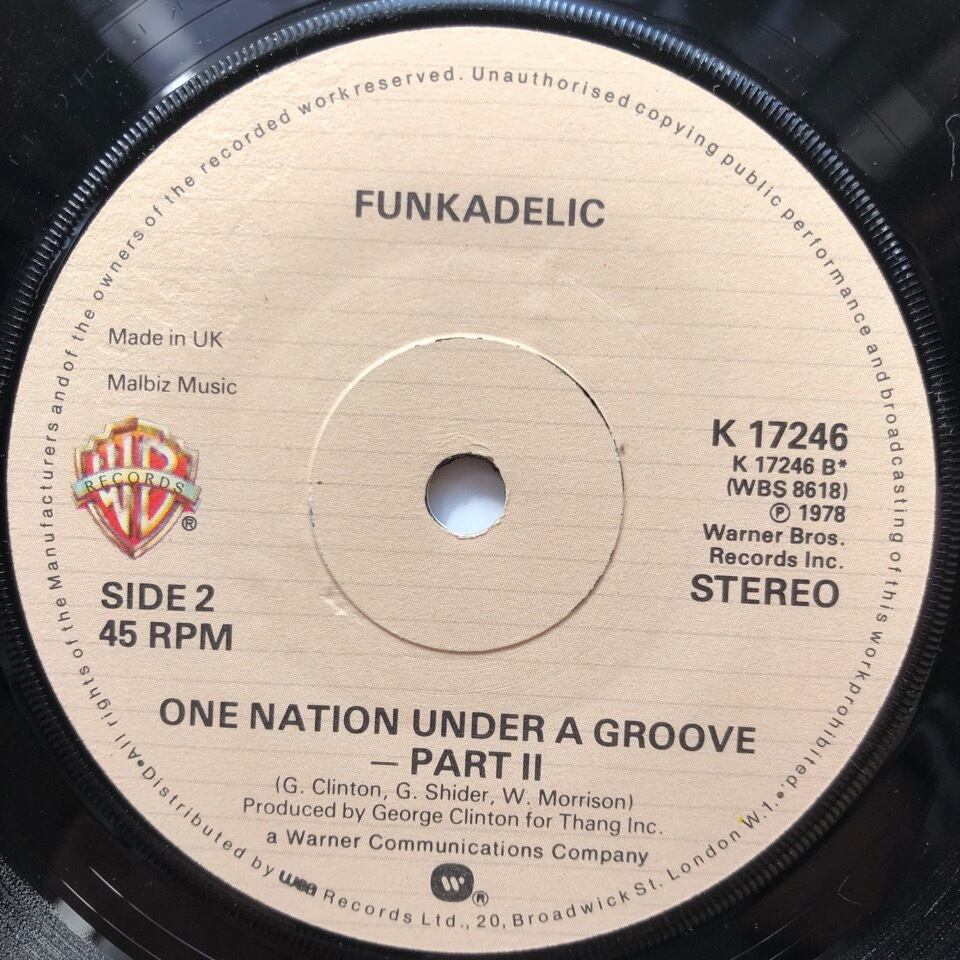 FUNKADELIC
Made in UK
Malbiz Music
WB
RECORDS
®
K 17246
K 17246 B*
(WBS 8618)
℗ 1978
Warner Bros.
Records Inc.
STEREO
SIDE 2
45 RPM
ONE NATION UNDER A GROOVE
— PART II
(G. Clinton, G. Shider, W. Morrison)
Produced by George Clinton for Thang Inc.
a Warner Communications Company
W ®
•All rights of the Manufacturers and of the owners of the recorded work reserved. Unauthorised copying public performance and broadcasting of this work prohibited.•
Distributed by wea Records Ltd., 20, Broadwick St. London W.1.